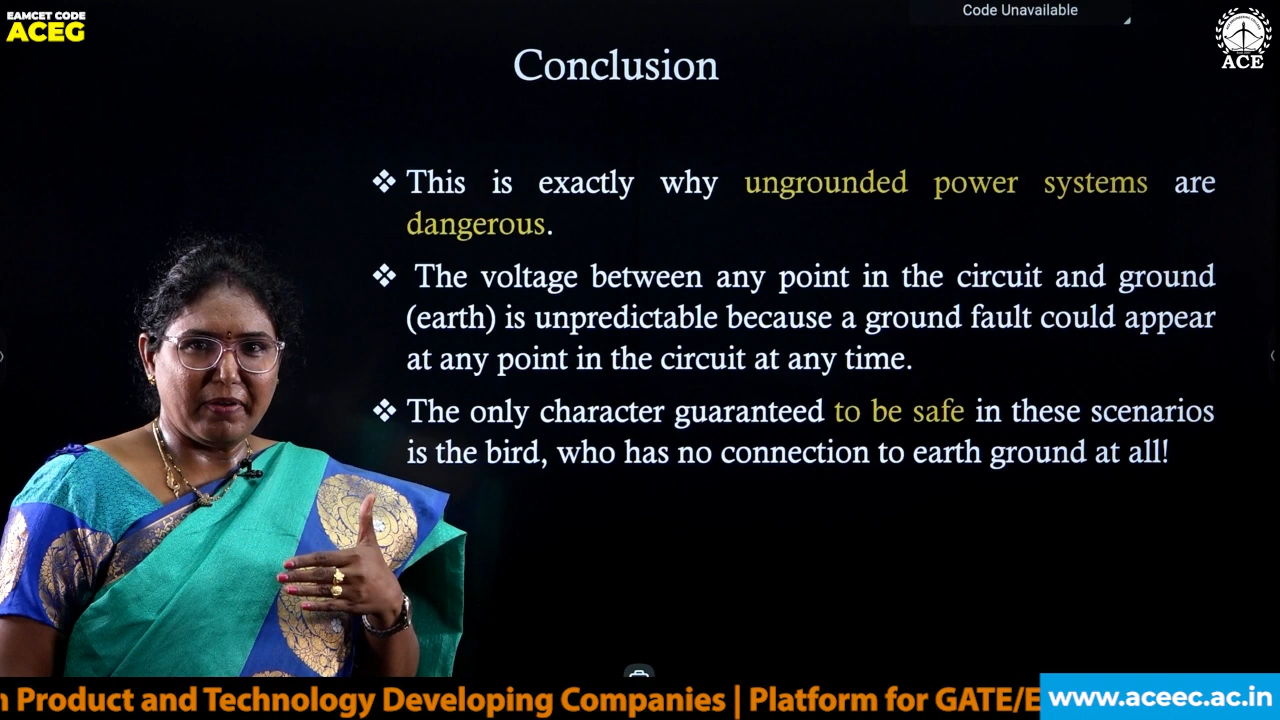 EAMCET CODE
ACEG
Code Unavailable
ACE
Conclusion
❖ This is exactly why ungrounded power systems are
dangerous.
❖ The voltage between any point in the circuit and ground
(earth) is unpredictable because a ground fault could appear
at any point in the circuit at any time.
❖ The only character guaranteed to be safe in these scenarios
is the bird, who has no connection to earth ground at all!
n Product and Technology Developing Companies | Platform for GATE/E
www.aceec.ac.in